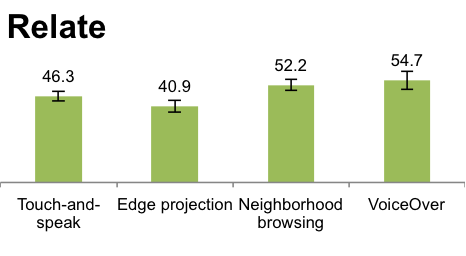 Relate
46.3
40.9
52.2
54.7
Touch-and-
speak
Edge projection
Neighborhood
browsing
VoiceOver